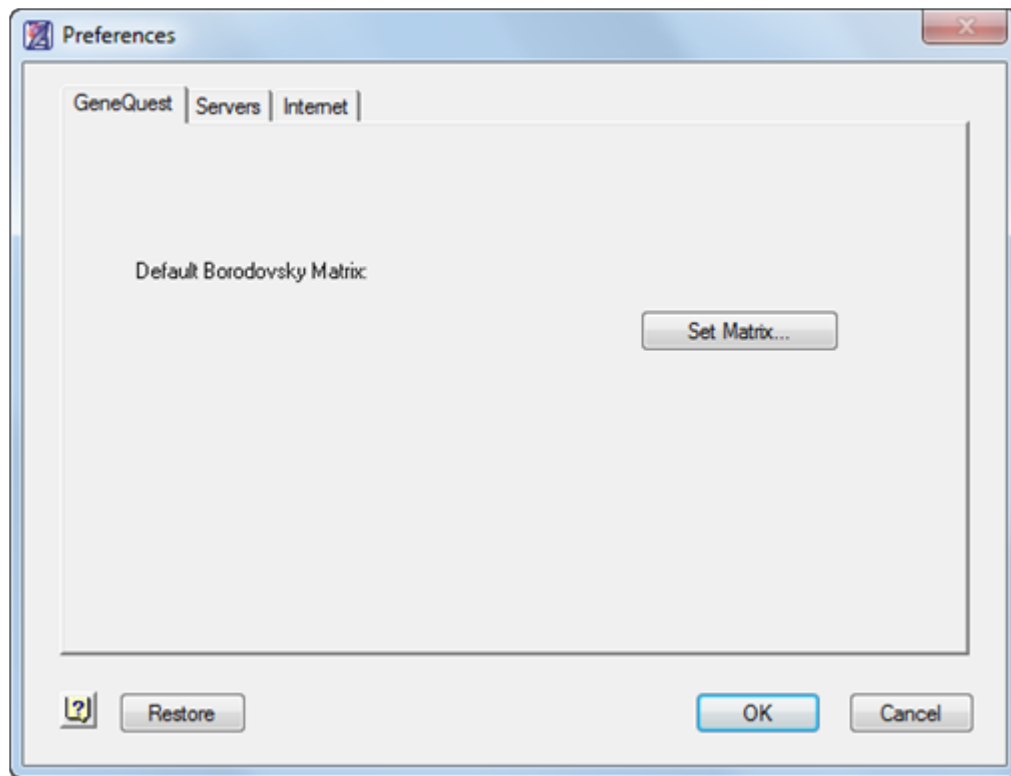 Preferences
GeneQuest Servers Internet
Default Borodovsky Matrix:
Set Matrix...
Restore OK Cancel